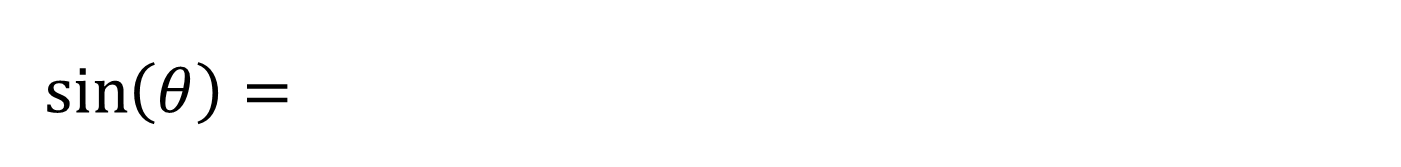 sin(θ) =